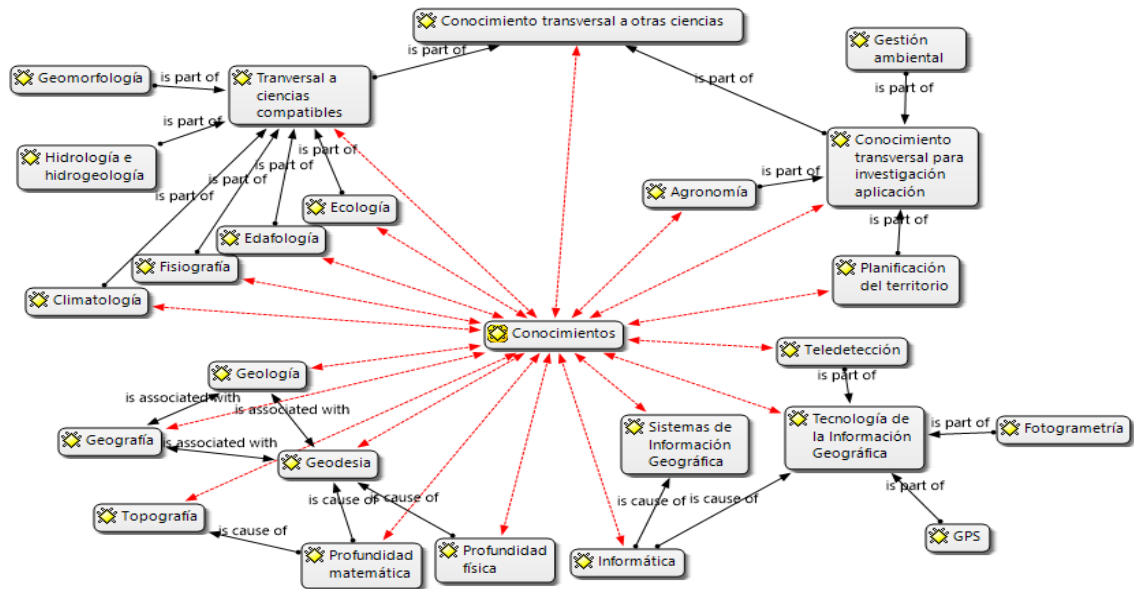 Conocimiento transversal a otras ciencias
is part of
Gestión
ambiental
Geomorfología
is part of
Tranversal a
ciencias
compatibles
is part of
is part of
is part of
Hidrología e
hidrogeología
is part of
is part of
is part of
Conocimiento
transversal para
investigación
aplicación
Agronomía
is part of
Ecología
is part of
Edafología
Fisiografía
Climatología
Planificación
del territorio
Conocimientos
Teledetección
is part of
Geología
is associated with
is associated with
Geografía
is associated with
Geodesia
Sistemas de
Información
Geográfica
Tecnología de
la Información
Geográfica
is part of
Fotogrametría
is part of
is cause of
is cause of
is cause of
is cause of
Topografía
is cause of
Profundidad
matemática
Profundidad
física
Informática
GPS